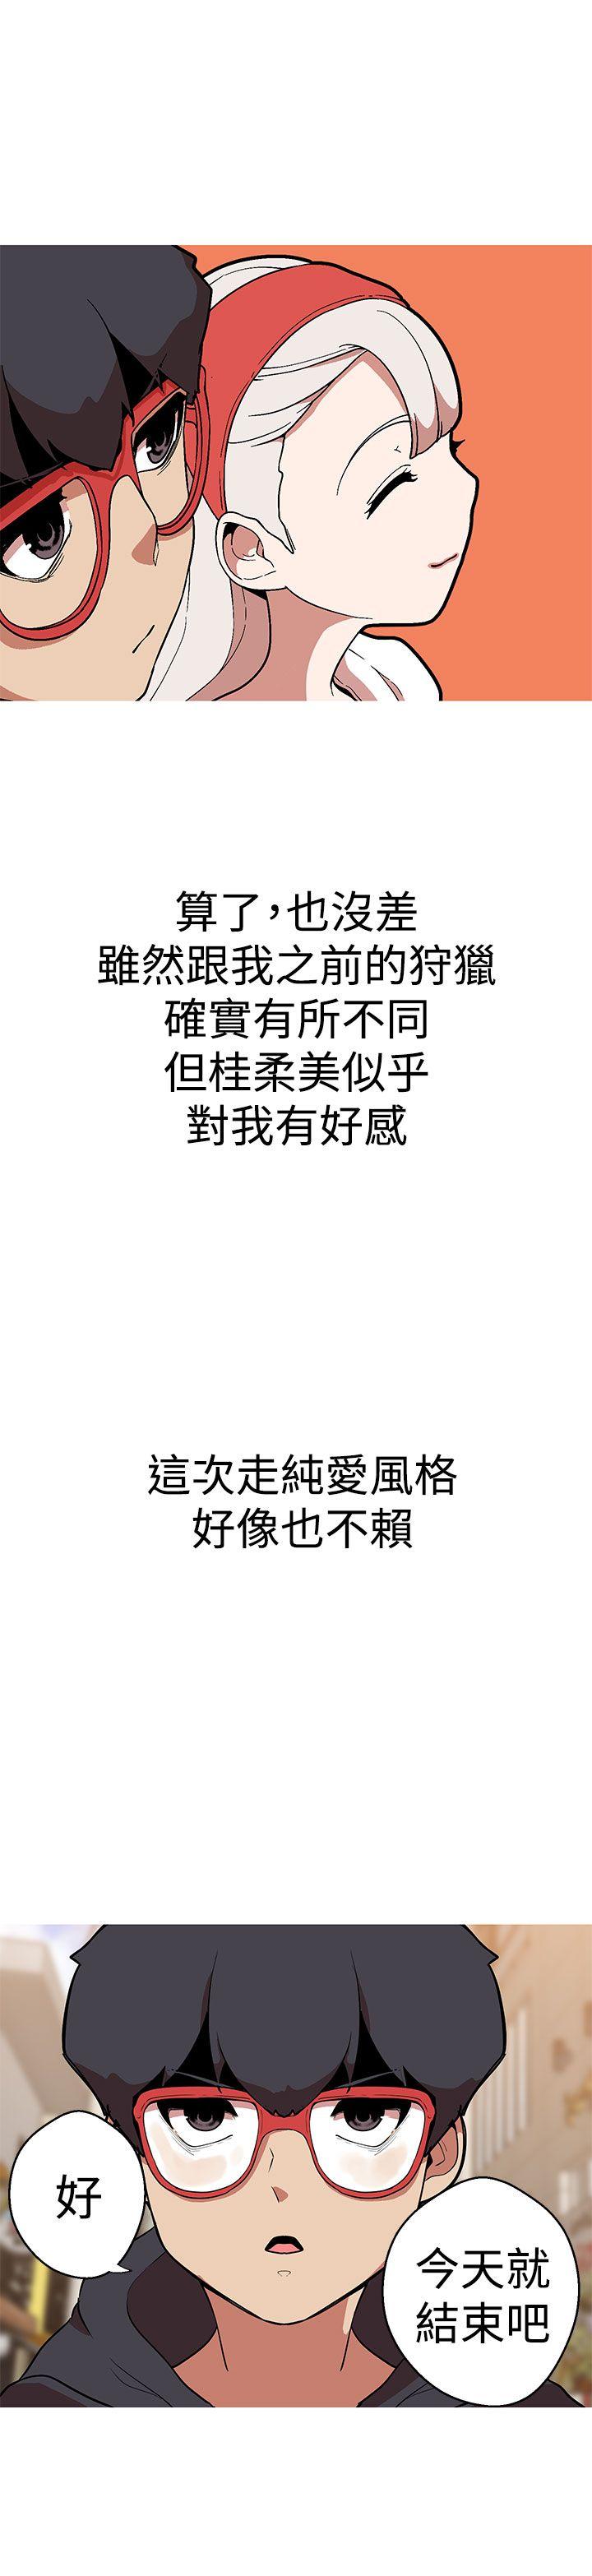 算了，也沒差
雖然跟我之前的狩獵
確實有所不同
但桂柔美似乎
對我有好感
這次走純愛風格
好像也不賴
好
今天就
結束吧